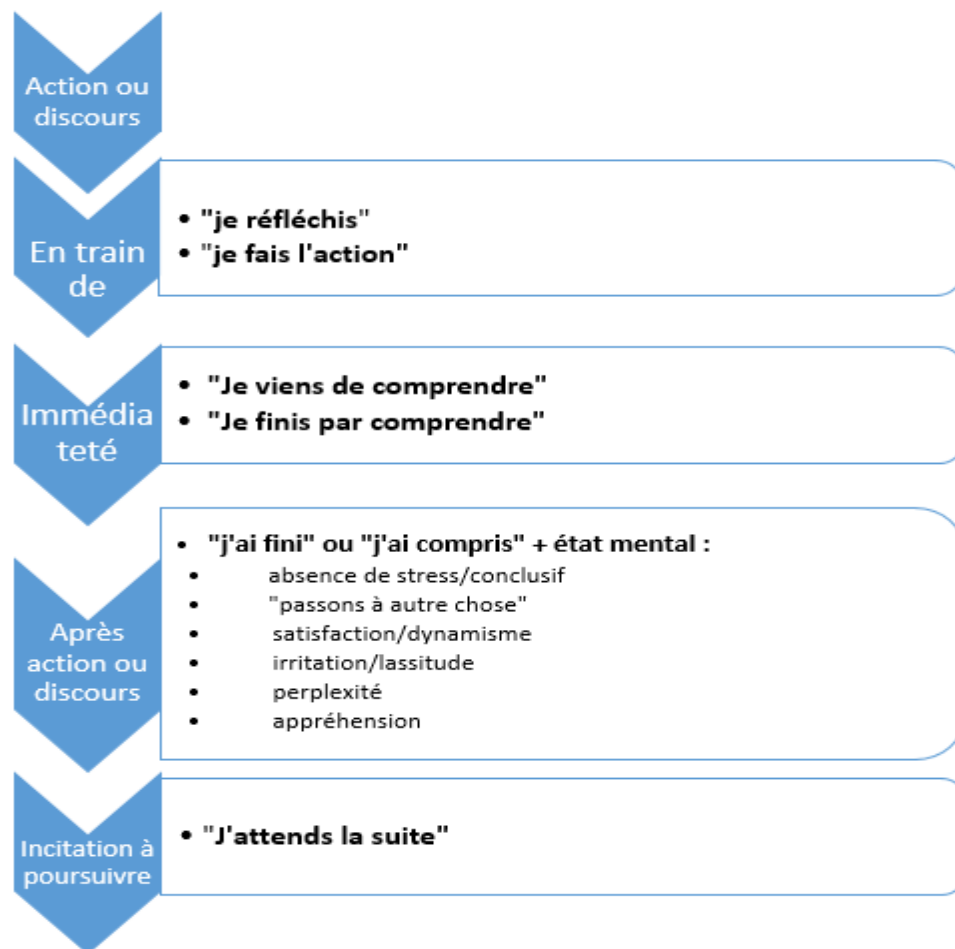 Action ou
discours
En train
de
• "je réfléchis"
• "je fais l'action"
Immédia
teté
• "Je viens de comprendre"
• "Je finis par comprendre"
Après
action ou
discours
• "j'ai fini" ou "j'ai compris" + état mental :
• absence de stress/conclusif
• "passons à autre chose"
• satisfaction/dynamisme
• irritation/lassitude
• perplexité
• appréhension
Incitation à
poursuivre
• "J'attends la suite"